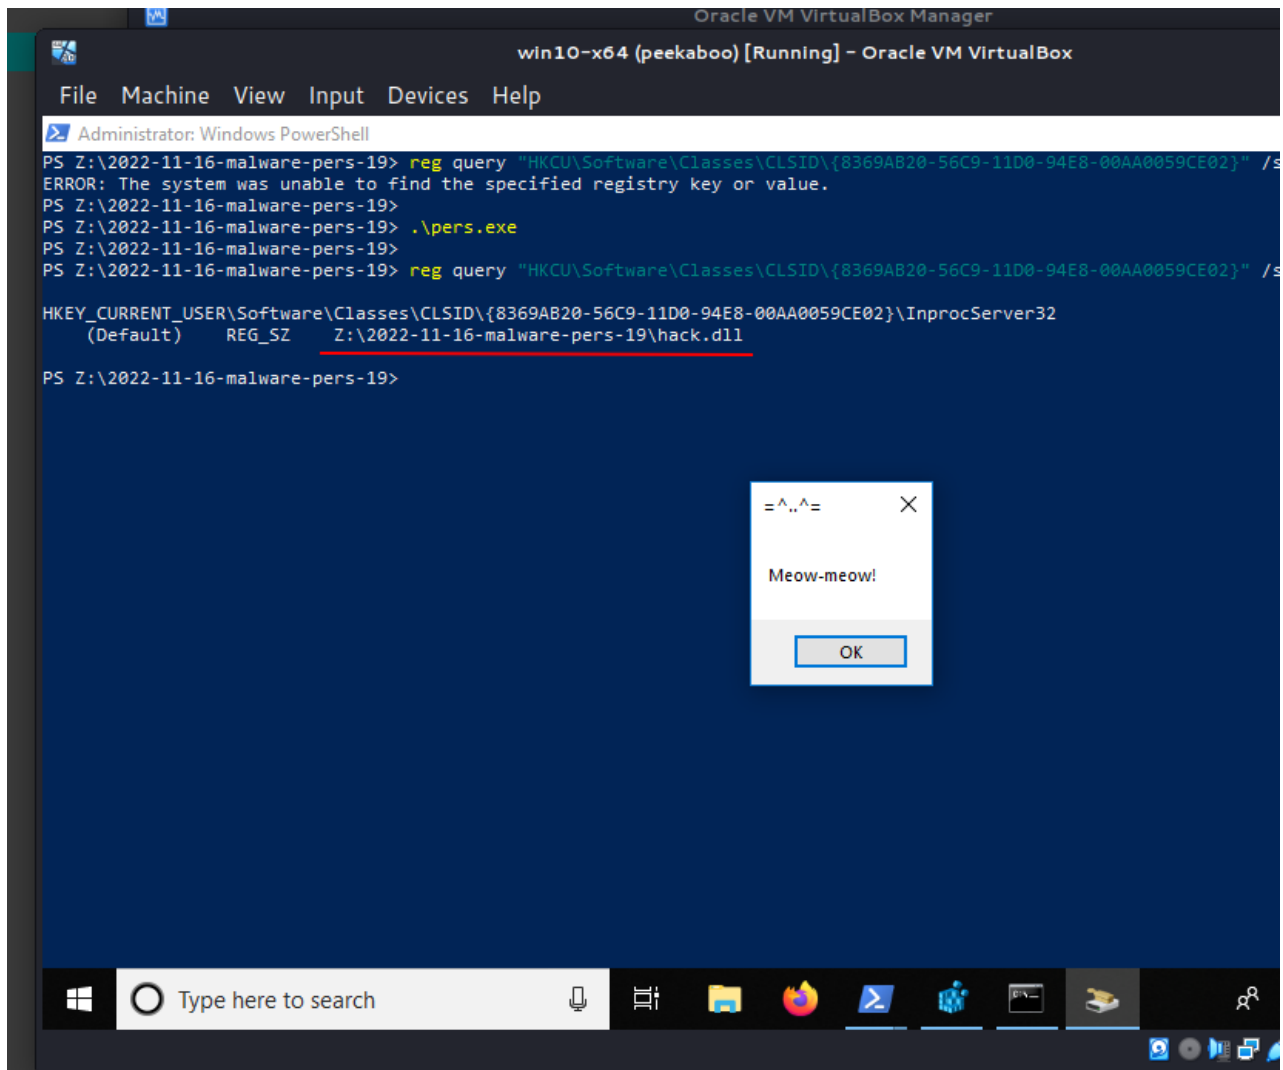 Oracle VM VirtualBox Manager
win10-x64 (peekaboo) [Running] - Oracle VM VirtualBox
File Machine View Input Devices Help
Administrator: Windows PowerShell
PS Z:\2022-11-16-malware-pers-19> reg query "HKCU\Software\Classes\CLSID\{8369AB20-56C9-11D0-94E8-00AA0059CE02}" /s
ERROR: The system was unable to find the specified registry key or value.
PS Z:\2022-11-16-malware-pers-19>
PS Z:\2022-11-16-malware-pers-19> .\pers.exe
PS Z:\2022-11-16-malware-pers-19>
PS Z:\2022-11-16-malware-pers-19> reg query "HKCU\Software\Classes\CLSID\{8369AB20-56C9-11D0-94E8-00AA0059CE02}" /s
HKEY_CURRENT_USER\Software\Classes\CLSID\{8369AB20-56C9-11D0-94E8-00AA0059CE02}\InprocServer32
(Default) REG_SZ Z:\2022-11-16-malware-pers-19\hack.dll
PS Z:\2022-11-16-malware-pers-19>
=^..^=
Meow-meow!
OK
Type here to search